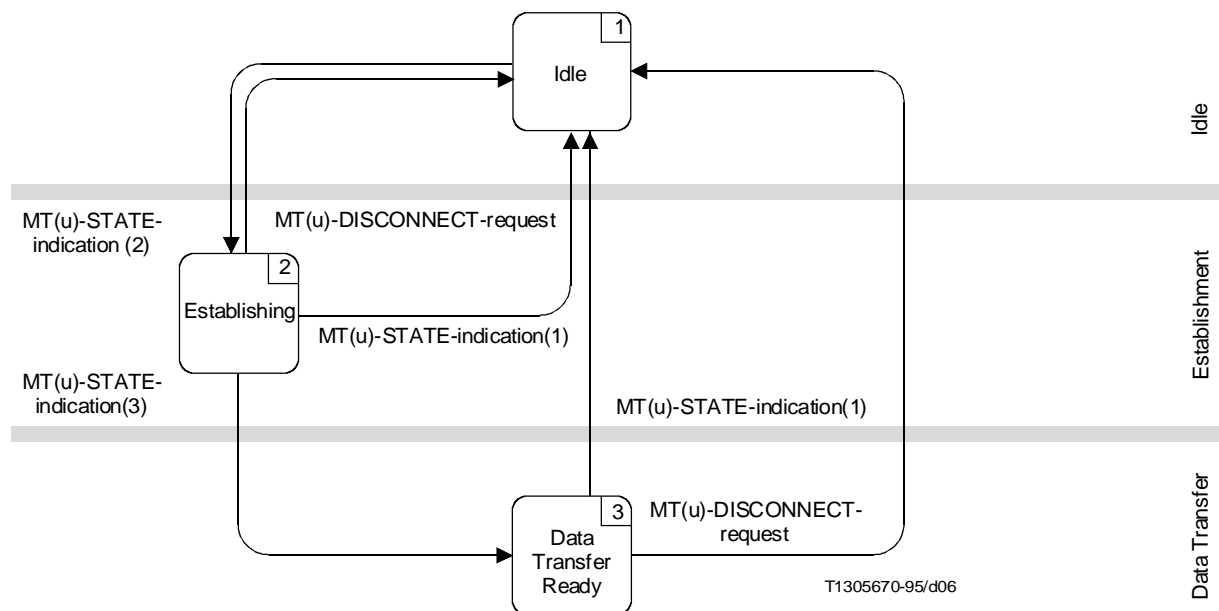 1
Idle
Idle
MT(u)-STATE-
indication (2)
MT(u)-DISCONNECT-request
2
Establishing
MT(u)-STATE-indication(1)
Establishment
MT(u)-STATE-
indication(3)
MT(u)-STATE-indication(1)
3
Data
Transfer
Ready
MT(u)-DISCONNECT-
request
Data Transfer
T1305670-95/d06